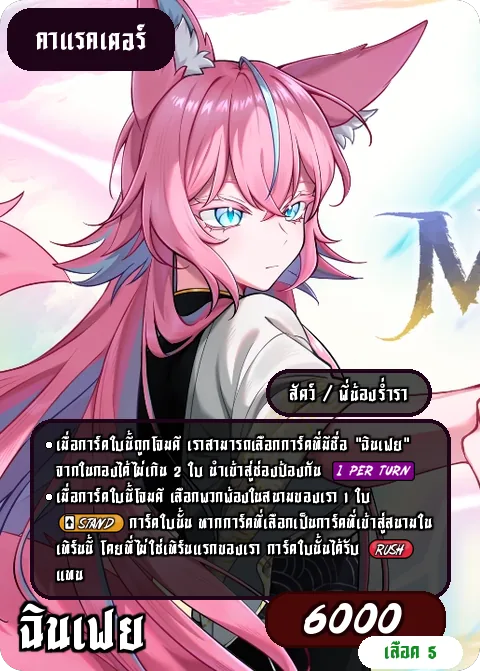 คาแรคเตอร์
M
สัตว์ / พี่น้องร่ำรา
• เมื่อการ์ดใบนี้ถูกโจมตี เราสามารถเลือกการ์ดที่มีชื่อ "ฉินเฟย"
จากในกองได้ไม่เกิน 2 ใบ นำเข้าสู่ช่องป้องกัน 1 PER TURN
• เมื่อการ์ดใบนี้โจมตี เลือกพวกพ้องในสนามของเรา 1 ใบ
STAND การ์ดใบนั้น หากการ์ดที่เลือกเป็นการ์ดที่เข้าสู่สนามใน
เทิร์นนี้ โดยที่ไม่ใช่เทิร์นแรกของเรา การ์ดใบนั้นได้รับ RUSH
แทน
ฉินเฟย
6000
เลือด 5